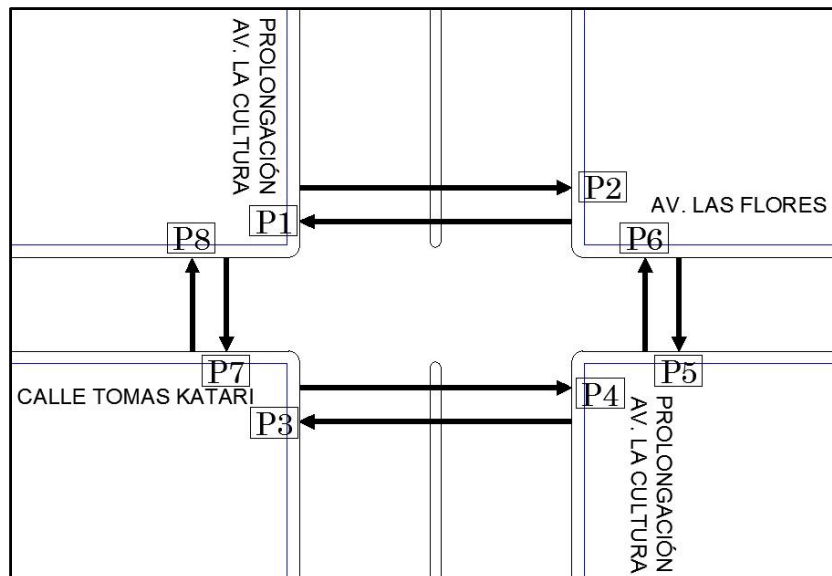 PROLONGACIÓN
AV. LA CULTURA
P2
AV. LAS FLORES
P1
P8
P6
P7
P5
CALLE TOMAS KATARI
P4
P3
PROLONGACIÓN
AV. LA CULTURA